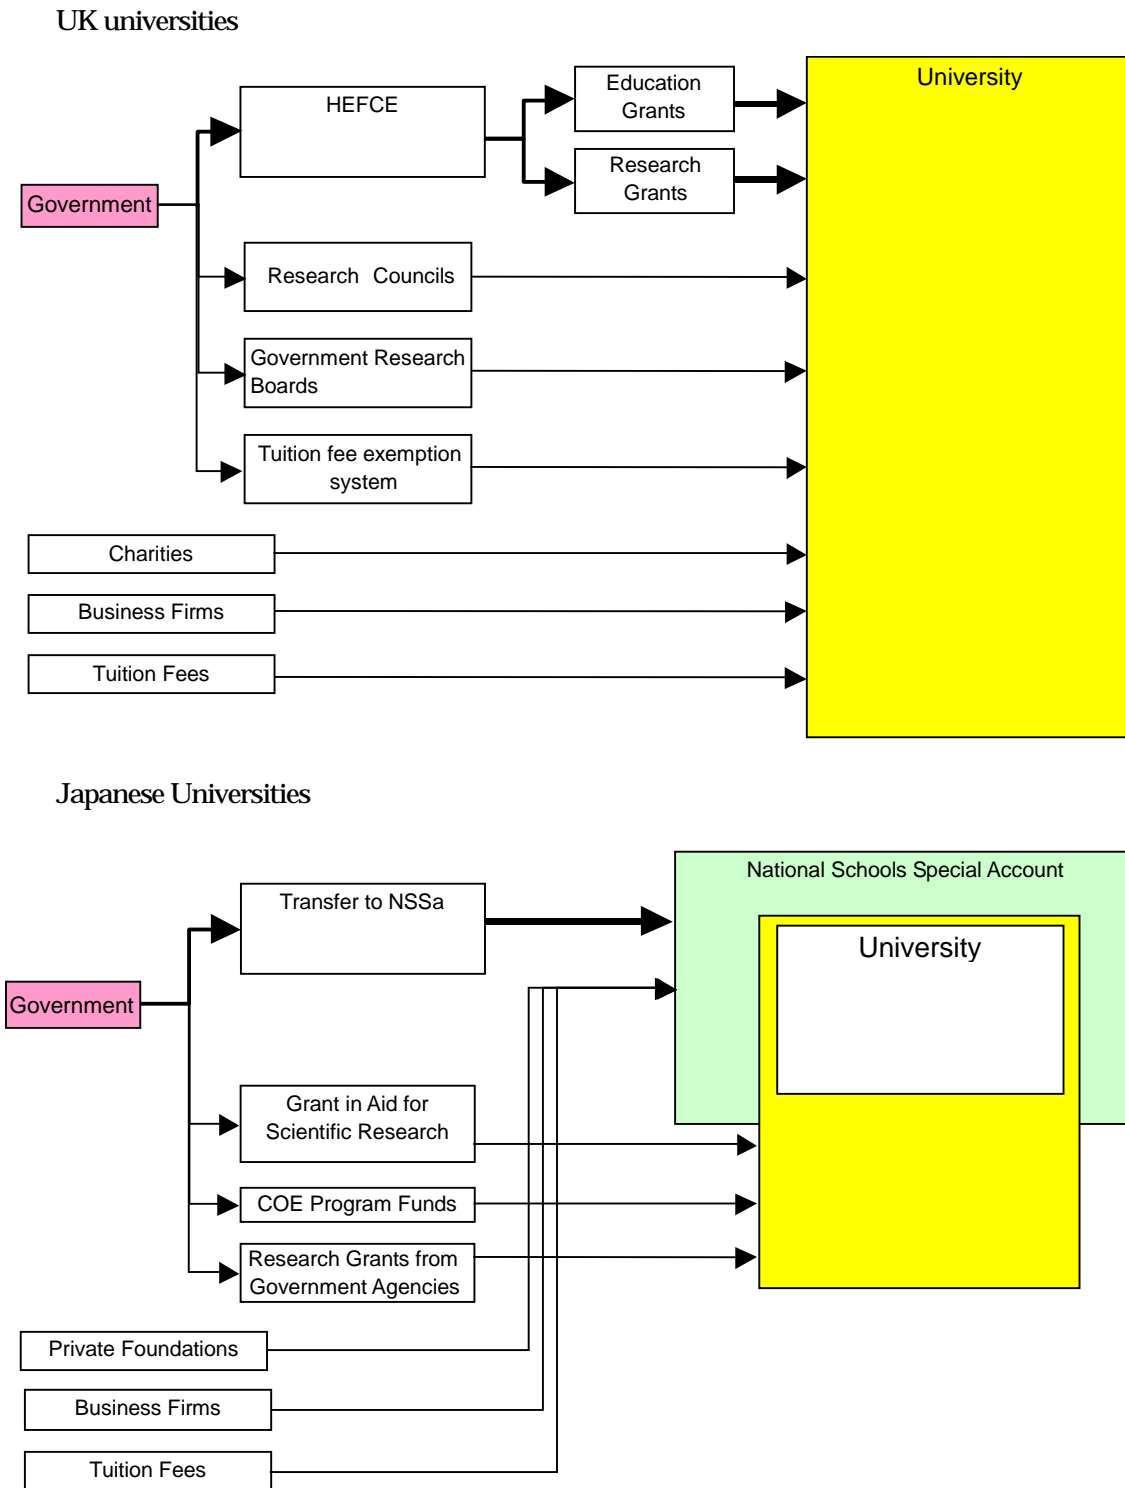 UK universities
University
Education
Grants
HEFCE
Research
Grants
Government
Research Councils
Government Research
Boards
Tuition fee exemption
system
Charities
Business Firms
Tuition Fees
Japanese Universities
National Schools Special Account
Transfer to NSSa
University
Government
Grant in Aid for
Scientific Research
COE Program Funds
Research Grants from
Government Agencies
Private Foundations
Business Firms
Tuition Fees